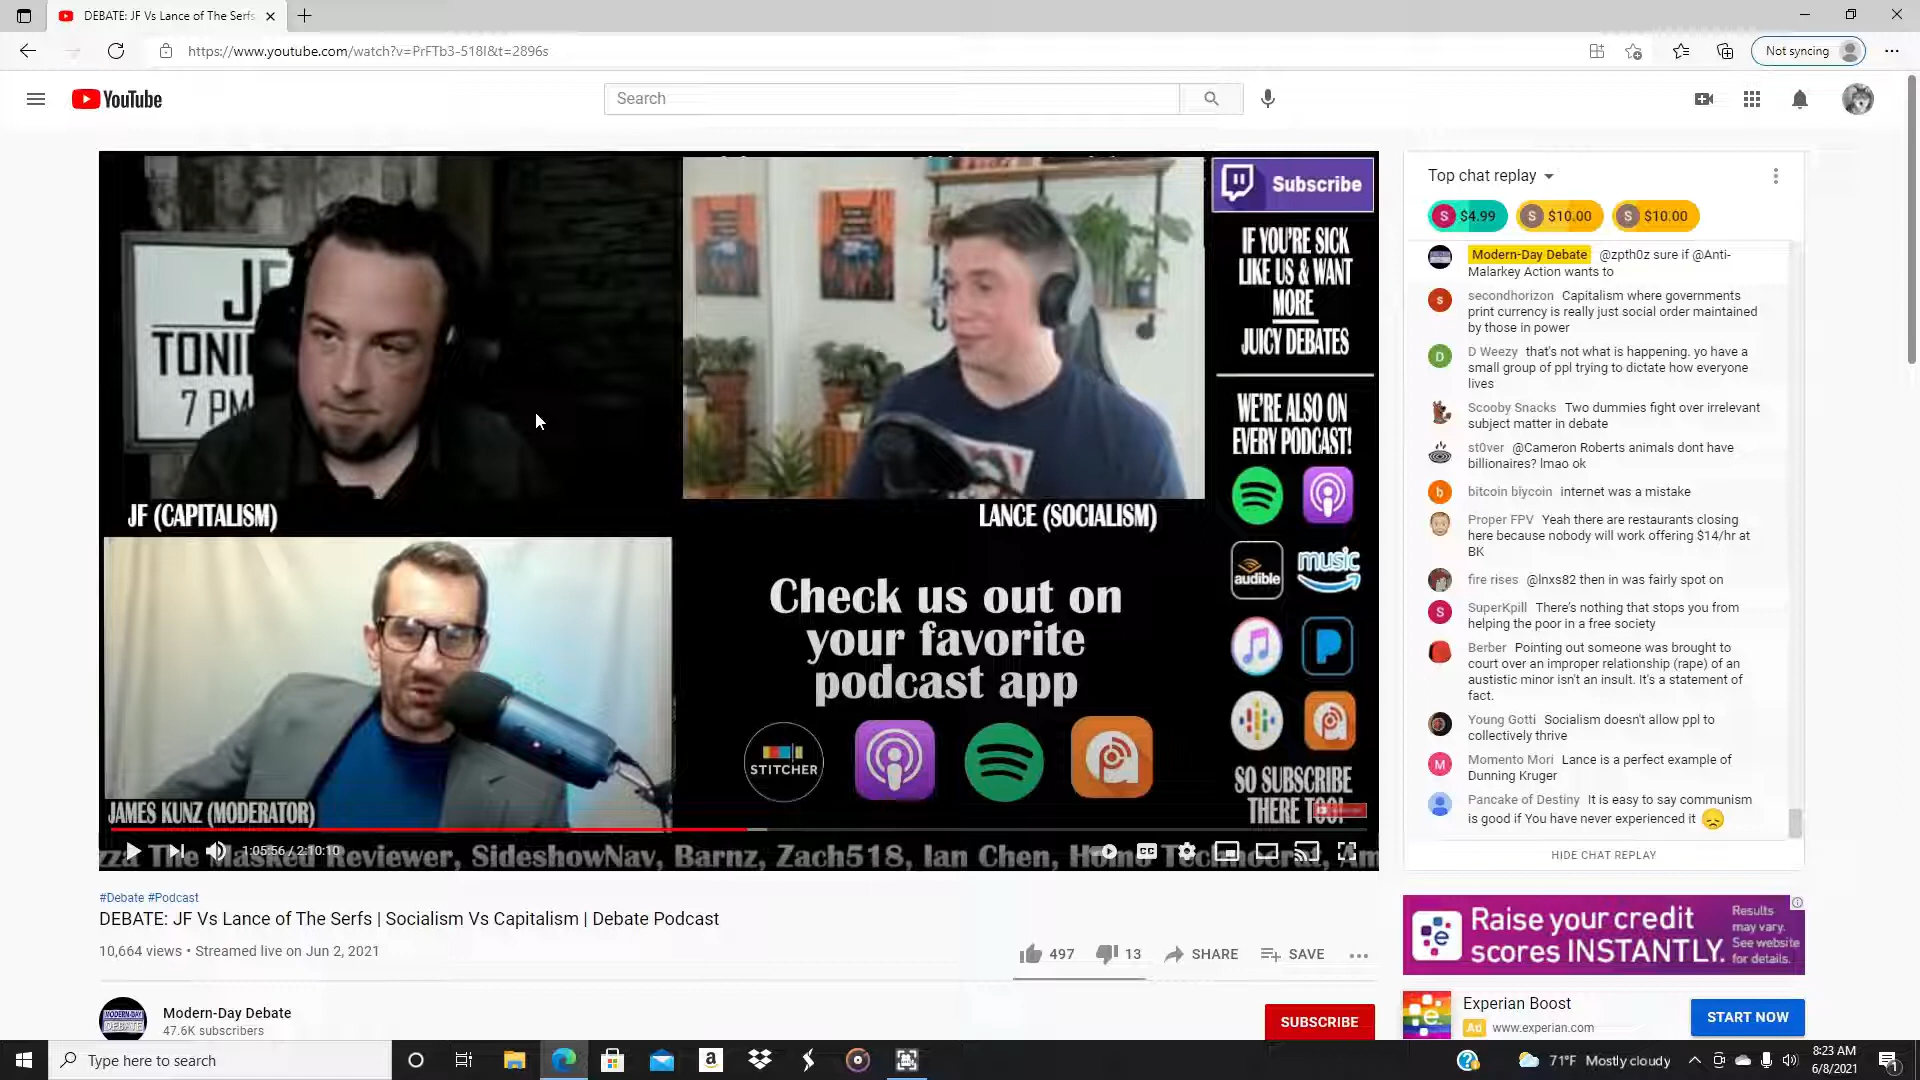 DEBATE: JF Vs Lance of The Serfs
https://www.youtube.com/watch?v=PrFTb3-518I&t=2896s
Not syncing
YouTube
Search
JF
TONI
7 PM
JF (CAPITALISM)
LANCE (SOCIALISM)
JAMES KUNZ (MODERATOR)
Check us out on
your favorite
podcast app
STITCHER
Subscribe
IF YOU'RE SICK
LIKE US & WANT
MORE
JUICY DEBATES
WE'RE ALSO ON
EVERY PODCAST!
audible
music
SO SUBSCRIBE
THERE TOO!
1:05:56 / 2:10:10
zza The Masked Reviewer, SideshowNav, Barnz, Zach518, Ian Chen, Homo
CC
Top chat replay
S $4.99
S $10.00
S $10.00
Modern-Day Debate @zpth0z sure if @Anti-
Malarkey Action wants to
s
secondhorizon Capitalism where governments
print currency is really just social order maintained
by those in power
D
D Weezy that's not what is happening. yo have a
small group of ppl trying to dictate how everyone
lives
Scooby Snacks Two dummies fight over irrelevant
subject matter in debate
st0ver @Cameron Roberts animals dont have
billionaires? lmao ok
b
bitcoin biycoin internet was a mistake
Proper FPV Yeah there are restaurants closing
here because nobody will work offering $14/hr at
BK
fire rises @lnxs82 then in was fairly spot on
S
SuperKpill There's nothing that stops you from
helping the poor in a free society
Berber Pointing out someone was brought to
court over an improper relationship (rape) of an
austistic minor isn't an insult. It's a statement of
fact.
Young Gotti Socialism doesn't allow ppl to
collectively thrive
M
Momento Mori Lance is a perfect example of
Dunning Kruger
Pancake of Destiny It is easy to say communism
is good if You have never experienced it 😞
HIDE CHAT REPLAY
#Debate #Podcast
DEBATE: JF Vs Lance of The Serfs | Socialism Vs Capitalism | Debate Podcast
10,664 views • Streamed live on Jun 2, 2021
497
13
SHARE
SAVE
MODERN-DAY
DEBATE
Modern-Day Debate
47.6K subscribers
SUBSCRIBE
Raise your credit
scores INSTANTLY.
Results
may vary.
See website
for details.
Experian Boost
Ad www.experian.com
START NOW
Type here to search
71°F Mostly cloudy
8:23 AM
6/8/2021
1